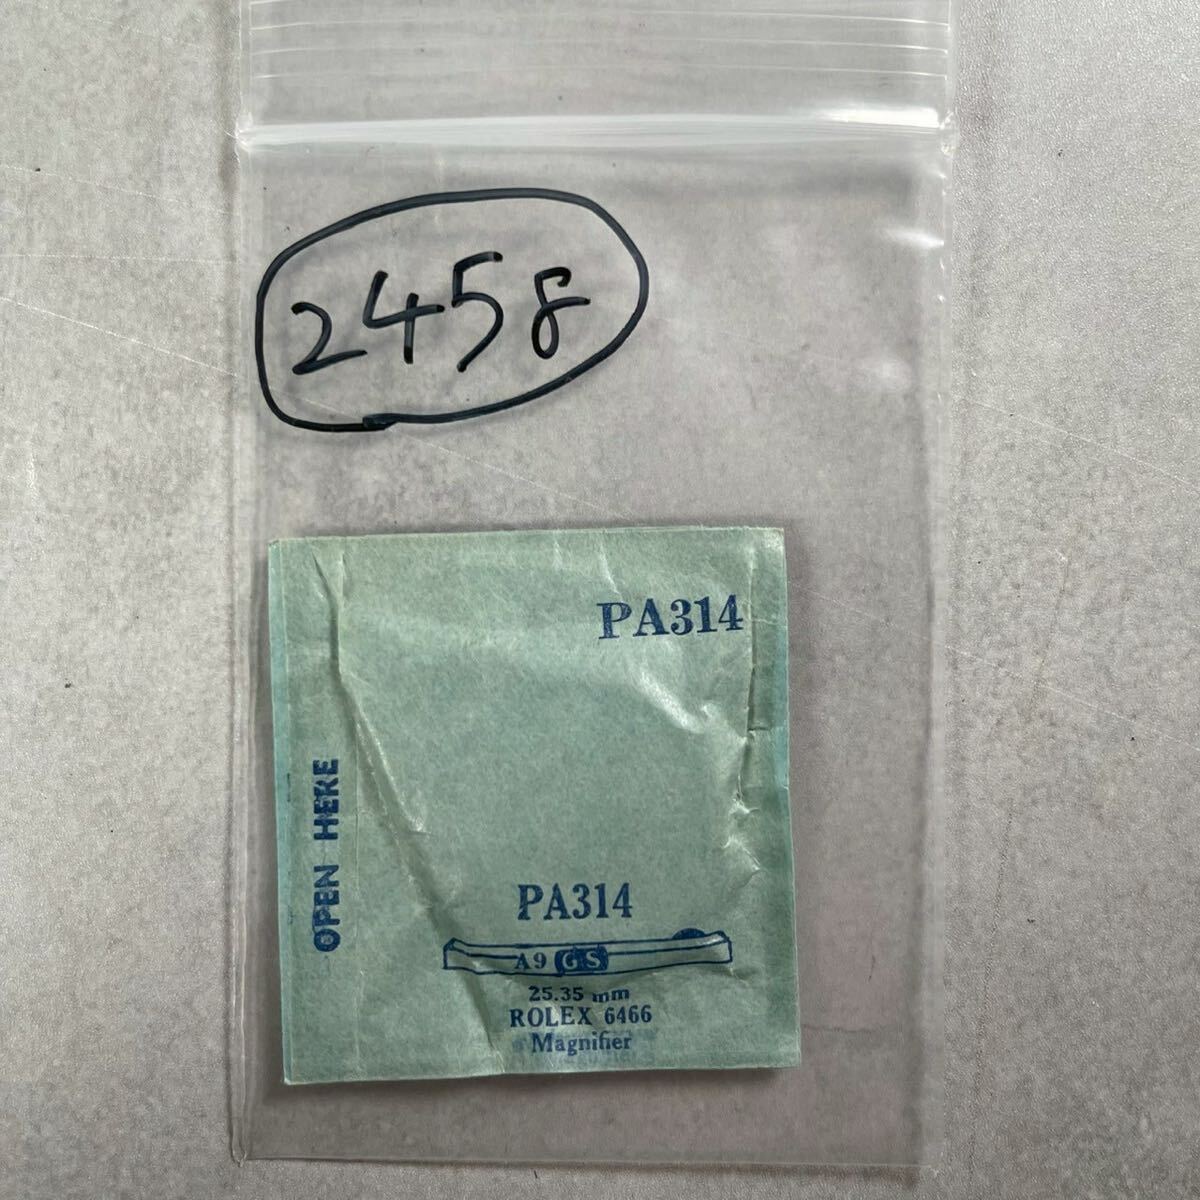 2458
PA314
OPEN HERE
PA314
A9 GS
25.35 mm
ROLEX 6466
Magnifier